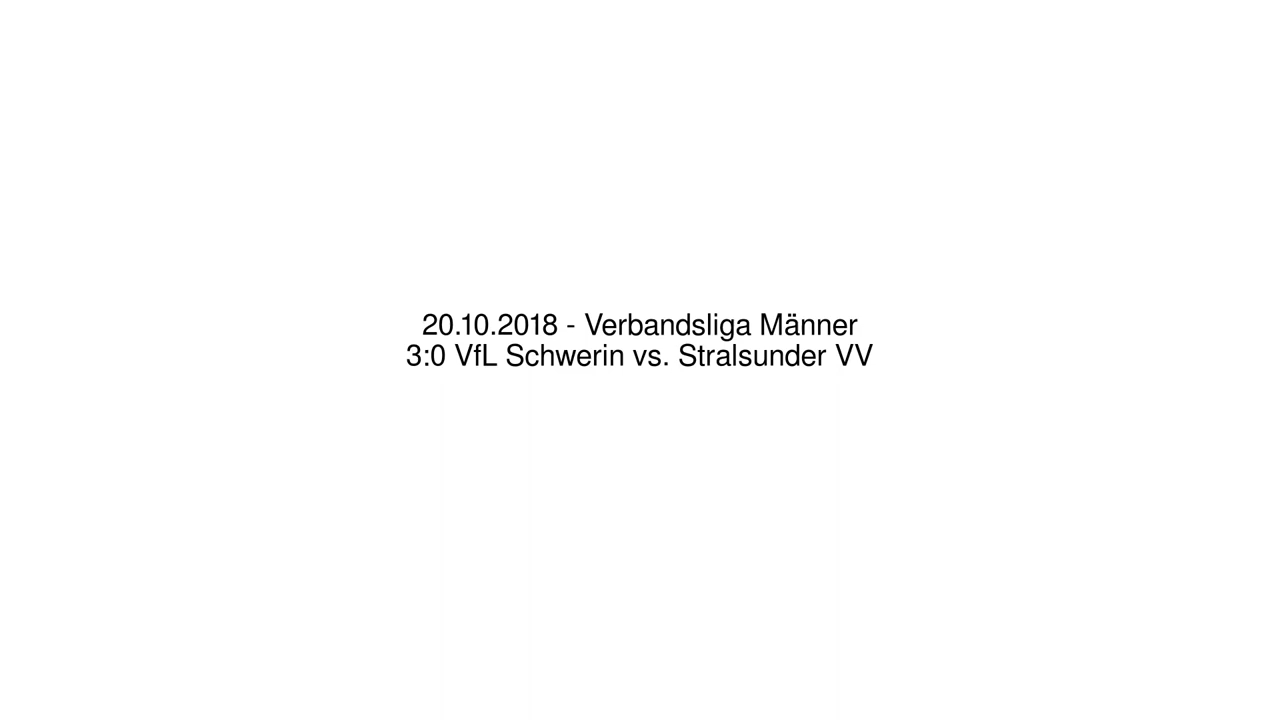 20.10.2018 - Verbandsliga Männer
3:0 VfL Schwerin vs. Stralsunder VV